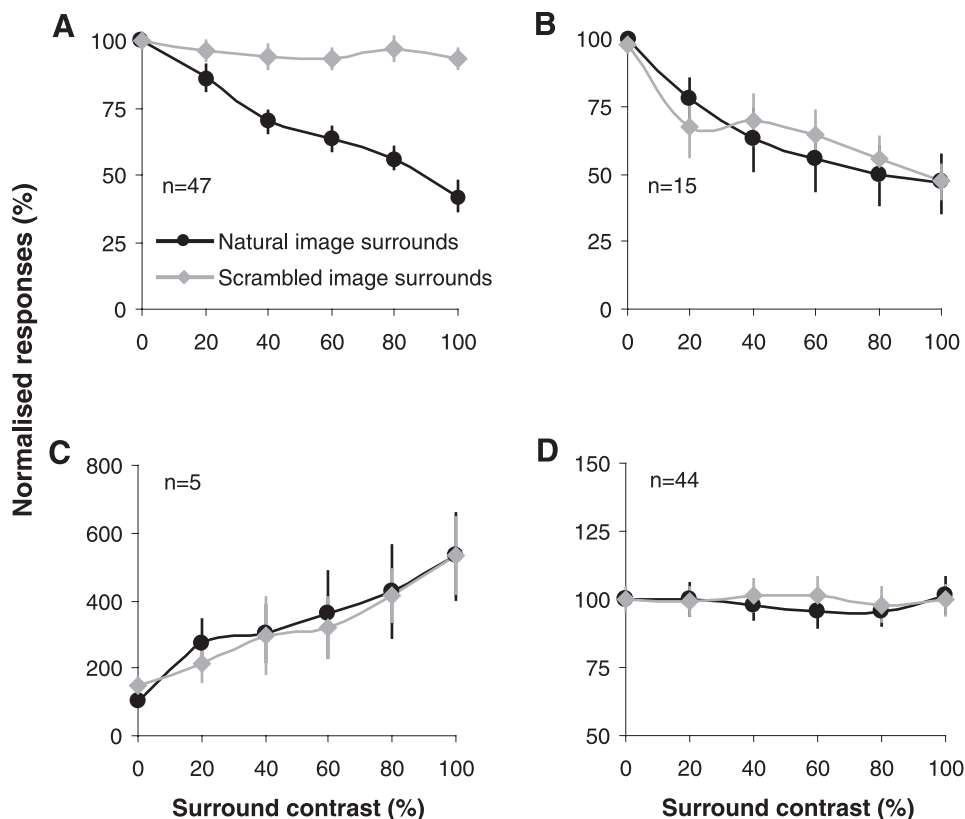 Normalised responses (%)
A
100
75
50
25
0
n=47
Natural image surrounds
Scrambled image surrounds
0 20 40 60 80 100
B
100
75
50
25
0
n=15
0 20 40 60 80 100
C
800
600
400
200
0
n=5
0 20 40 60 80 100
Surround contrast (%)
D
150
125
100
75
50
n=44
0 20 40 60 80 100
Surround contrast (%)